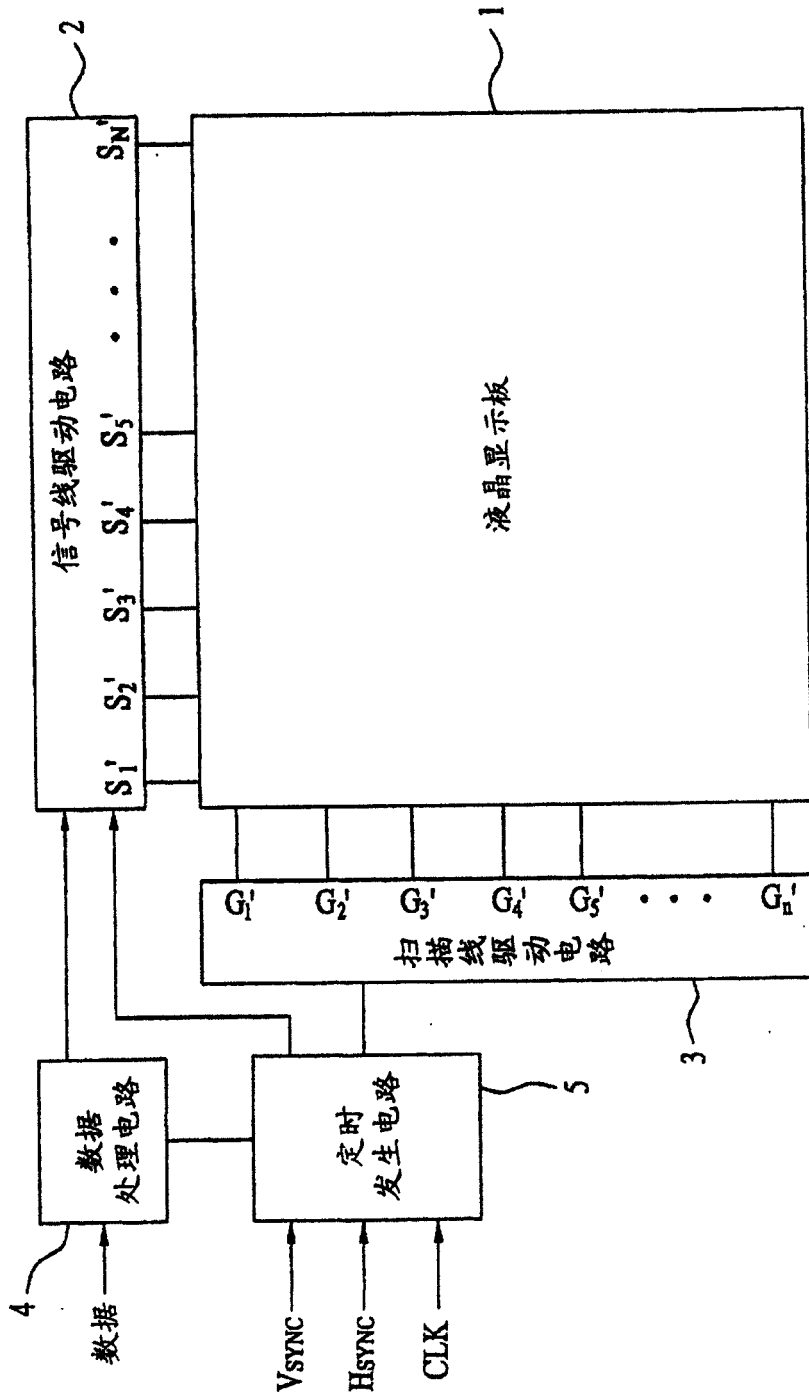 2
信号线驱动电路
S1' S2' S3' S4' S5' • • • SN'
1
液晶显示板
G1'
G2'
G3'
G4'
G5'
• • •
Gn'
扫描线驱动电路
3
4
数据
处理电路
数据
定时
发生电路
5
VSYNC
HSYNC
CLK